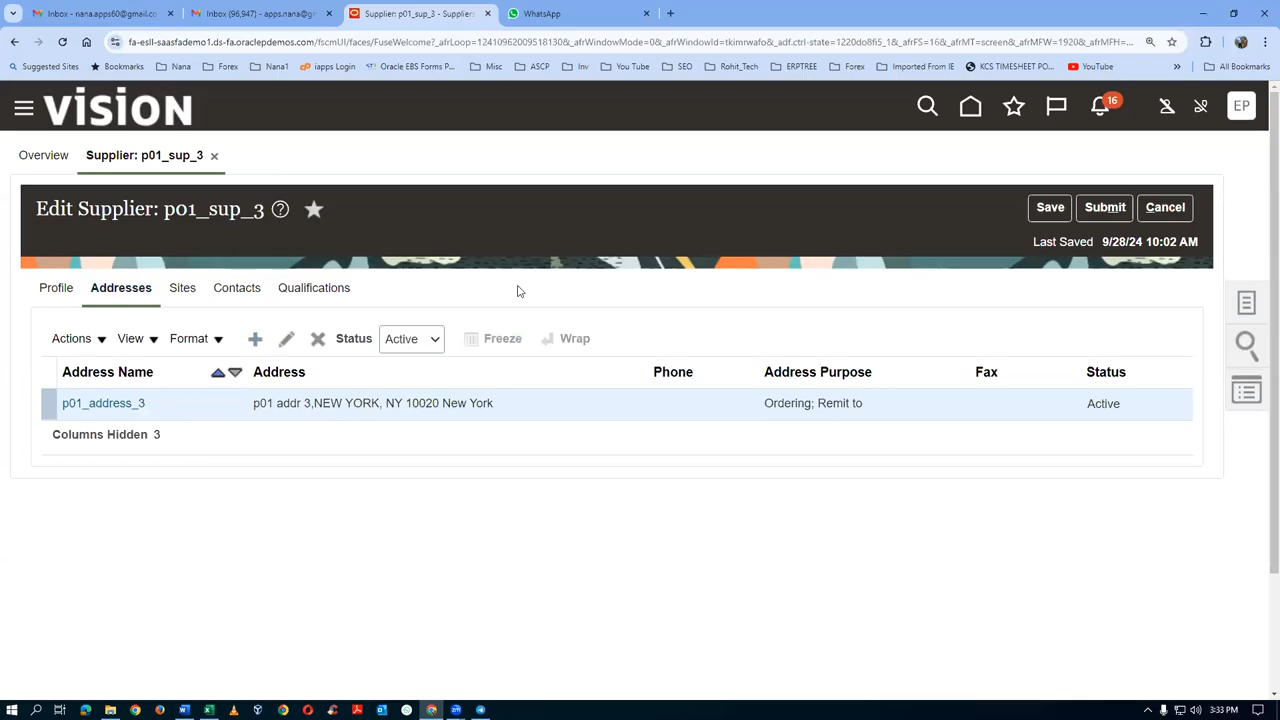 Inbox - nana.apps60@gmail.co
Inbox (96,947) - apps.nana@gr
Supplier: p01_sup_3 - Suppliers
WhatsApp
fa-esll-saasfademo1.ds-fa.oraclepdemos.com/fscmUI/faces/FuseWelcome?_afrLoop=12410962009518130&_afrWindowMode=0&_afrWindowId=tkimrwafo&_adf.ctrl-state=1220do8fi5_1&_afrFS=16&_afrMT=screen&_afrMFW=1920&_afrMFH=...
Suggested Sites
Bookmarks
Nana
Forex
Nana1
iapps Login
Oracle EBS Forms P...
Misc
ASCP
Inv
You Tube
SEO
Rohit_Tech
ERPTREE
Forex
Imported From IE
KCS TIMESHEET PO...
YouTube
»
All Bookmarks
vision
16
EP
Overview
Supplier: p01_sup_3
Edit Supplier: p01_sup_3
Save
Submit
Cancel
Last Saved 9/28/24 10:02 AM
Profile
Addresses
Sites
Contacts
Qualifications
Actions
View
Format
Status
Active
Freeze
Wrap
Address Name
Address
Phone
Address Purpose
Fax
Status
p01_address_3
p01 addr 3,NEW YORK, NY 10020 New York
Ordering; Remit to
Active
Columns Hidden 3
3:33 PM